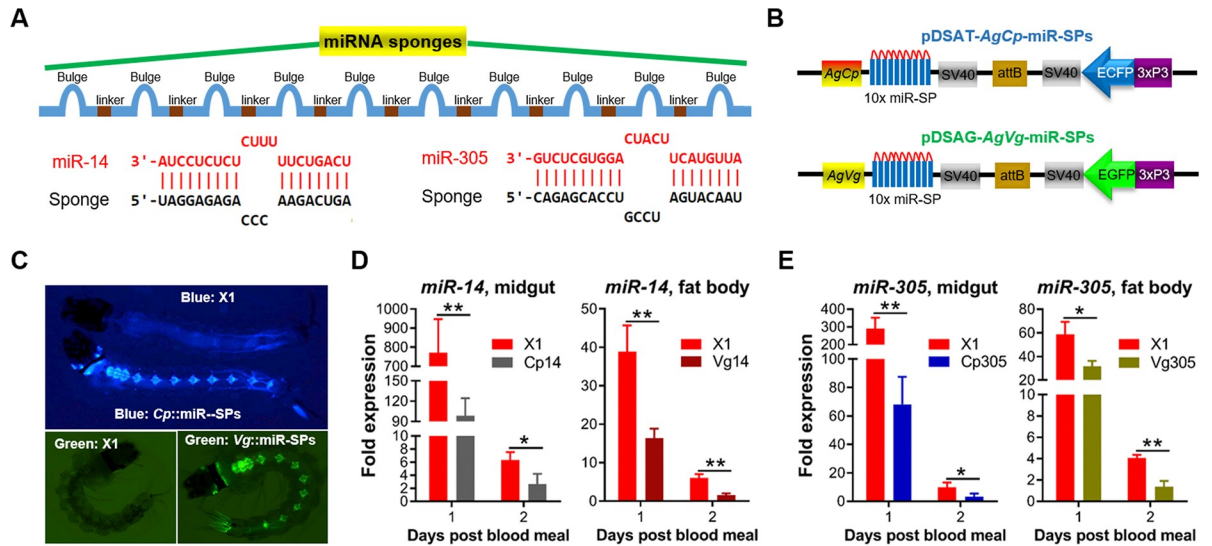 A
miRNA sponges
Bulge Bulge Bulge Bulge Bulge Bulge Bulge Bulge Bulge Bulge
linker linker linker linker linker linker linker linker linker
CUUU
miR-14 3'-AUCCUCUCU UUCUGACU
Sponge 5'-UAGGAGAGA AAGACUGA
CCC
CUACU
miR-305 3'-GUCUCGUGGA UCAUGUUA
Sponge 5'-CAGAGCACCU AGUACAAU
GCCU
B
pDSAT-AgCp-miR-SPs
AgCp SV40 attB SV40 ECFP 3xP3
10x miR-SP
pDSAG-AgVg-miR-SPs
AgVg SV40 attB SV40 EGFP 3xP3
10x miR-SP
C
Blue: X1
Blue: Cp::miR--SPs
Green: X1
Green: Vg::miR-SPs
D
miR-14, midgut
Fold expression
1000
900
800
700
600
150
120
90
10
8
6
4
2
0
**
*
X1
Cp14
1 2
Days post blood meal
miR-14, fat body
50
40
30
20
10
0
**
**
X1
Vg14
1 2
Days post blood meal
E
miR-305, midgut
Fold expression
400
300
200
100
80
60
40
20
0
**
*
X1
Cp305
1 2
Days post blood meal
miR-305, fat body
80
60
40
20
10
8
6
4
2
0
*
**
X1
Vg305
1 2
Days post blood meal